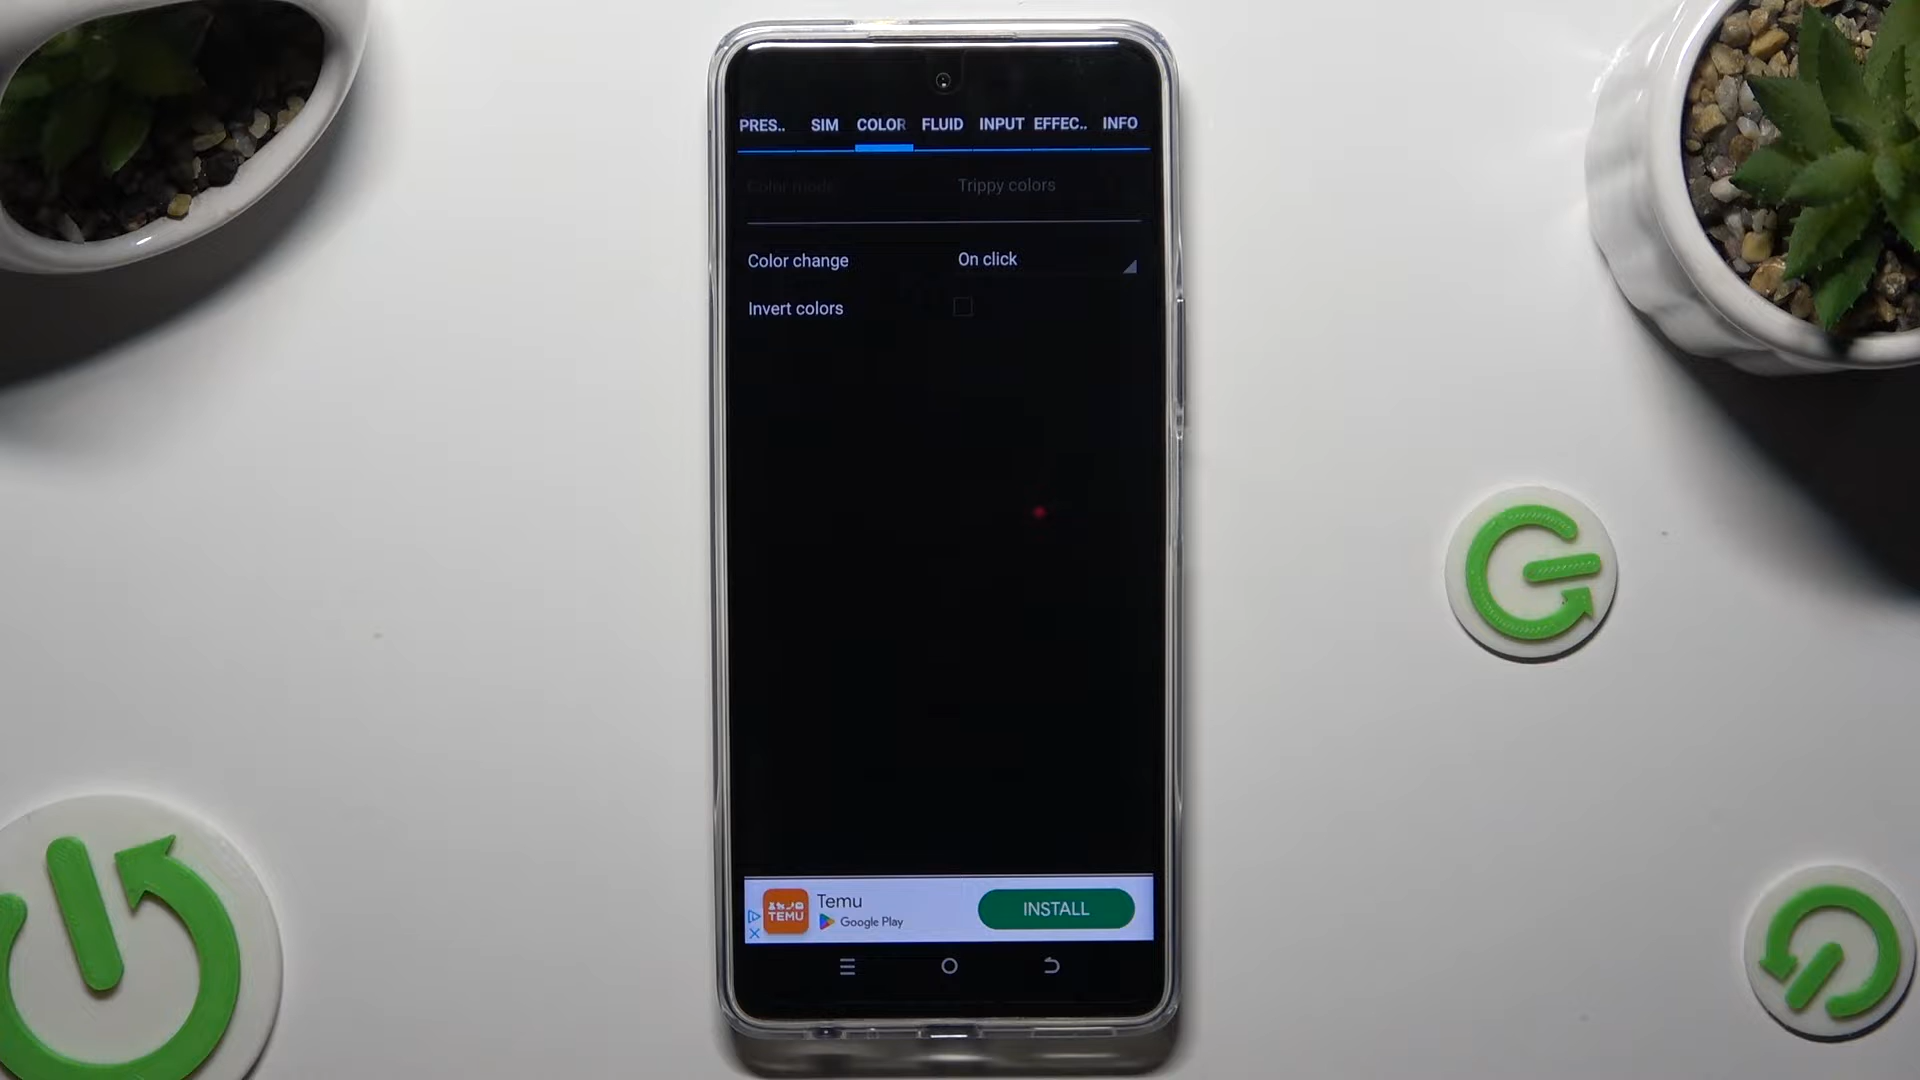 PRES.. SIM COLOR FLUID INPUT EFFEC.. INFO
Color mode Trippy colors
Color change On click
Invert colors
TEMU
Temu
Google Play
INSTALL